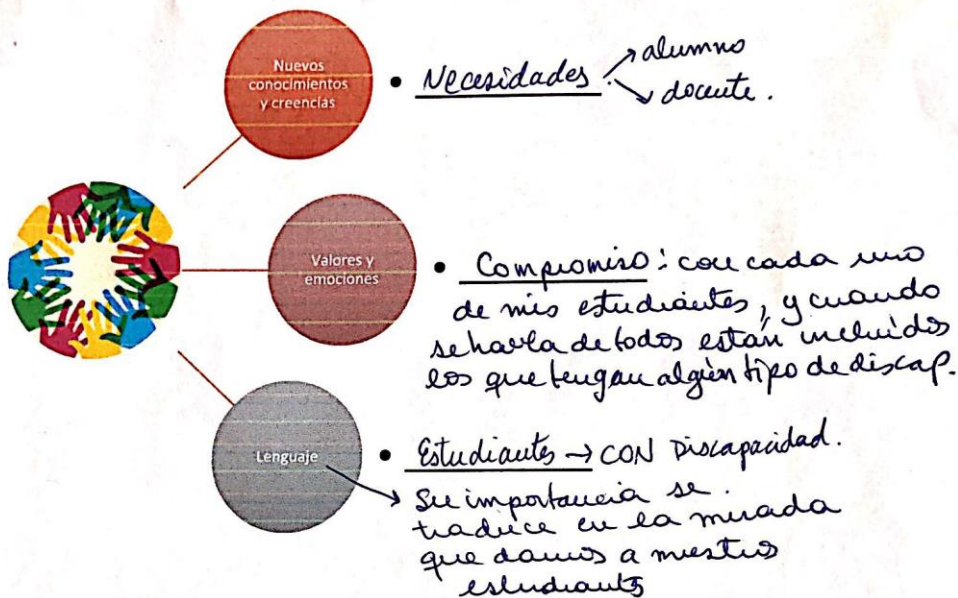 Nuevos
conocimientos
y creencias
• Necesidades. → alumno
→ docente.
Valores y
emociones
• Compromiso: con cada uno
de mis estudiantes, y cuando
se habla de todos están incluídos
los que tengan algún tipo de discap.
Lenguaje
• Estudiantes → CON Discapacidad.
→ Su importancia se
traduce en la mirada
que damos a nuestros
estudiantes